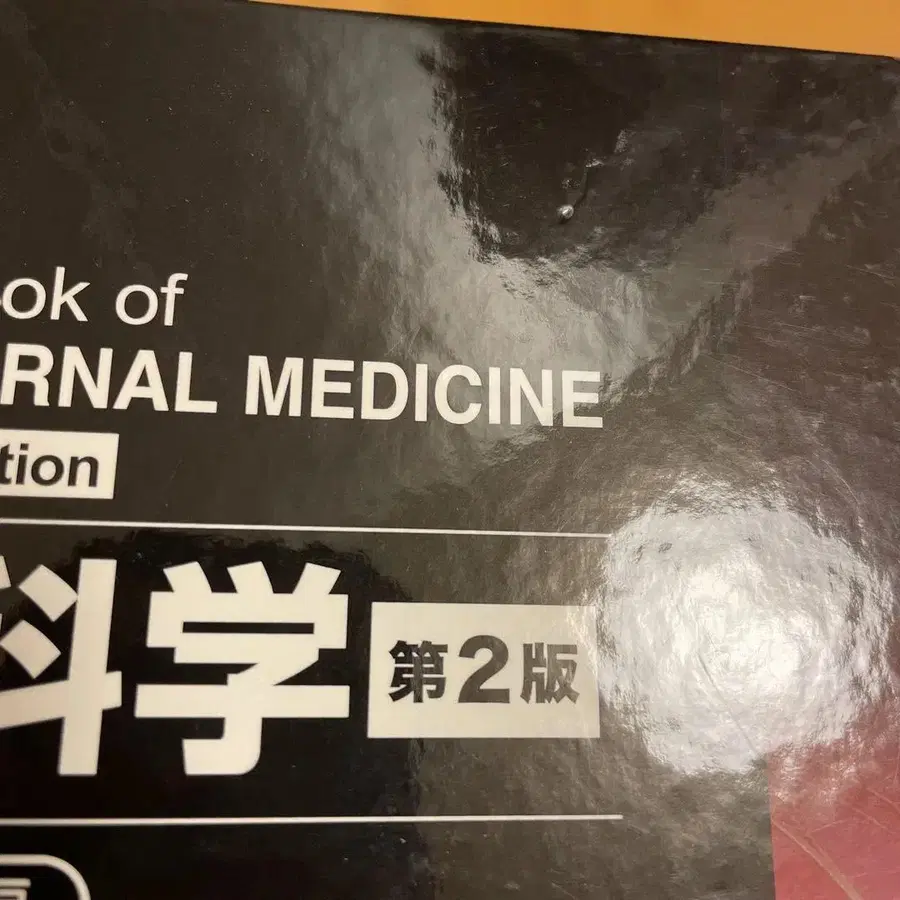 ok of
RNAL MEDICINE
tion
科学 第2版